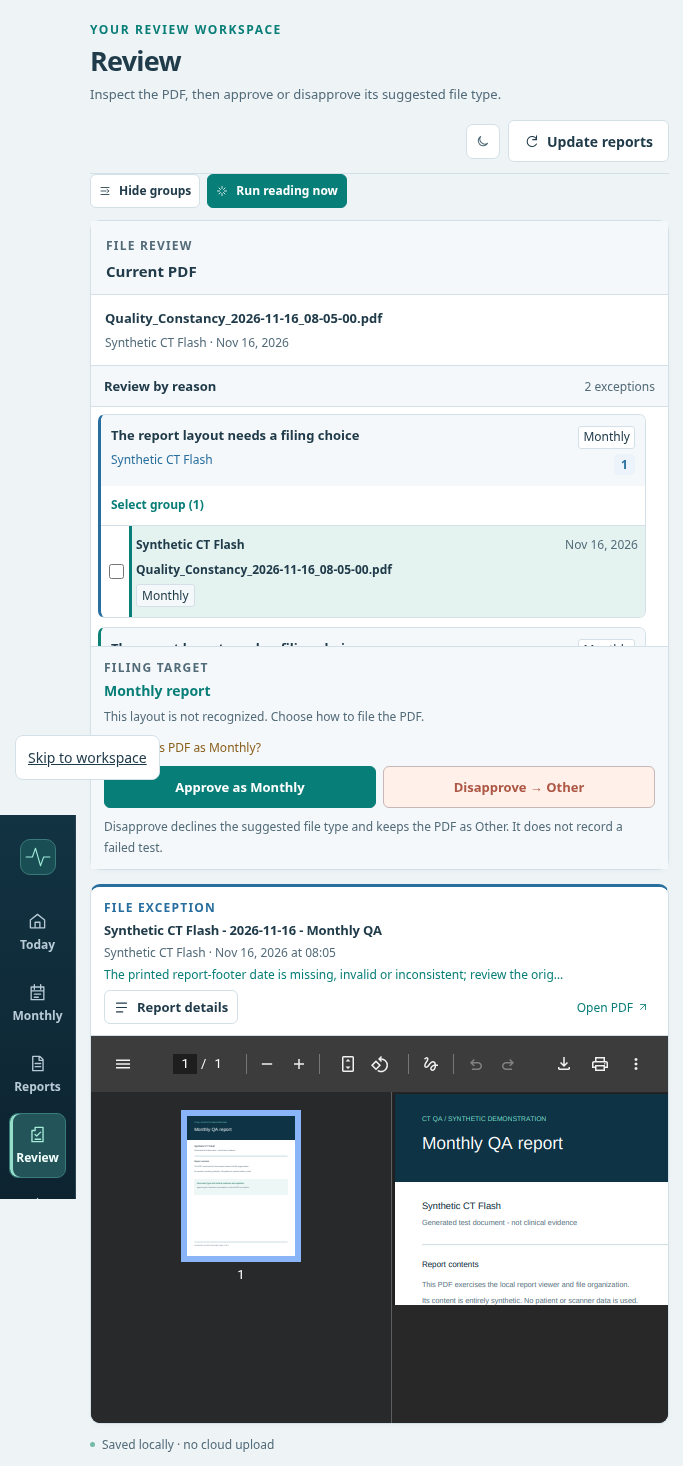 YOUR REVIEW WORKSPACE
Review
Inspect the PDF, then approve or disapprove its suggested file type.
Update reports
Hide groups
Run reading now
FILE REVIEW
Current PDF
Quality_Constancy_2026-11-16_08-05-00.pdf
Synthetic CT Flash · Nov 16, 2026
Review by reason
2 exceptions
The report layout needs a filing choice
Monthly
Synthetic CT Flash
1
Select group (1)
Synthetic CT Flash
Nov 16, 2026
Quality_Constancy_2026-11-16_08-05-00.pdf
Monthly
FILING TARGET
Monthly report
This layout is not recognized. Choose how to file the PDF.
PDF as Monthly?
Skip to workspace
Approve as Monthly
Disapprove → Other
Disapprove declines the suggested file type and keeps the PDF as Other. It does not record a
failed test.
Today
Monthly
Reports
Review
FILE EXCEPTION
Synthetic CT Flash - 2026-11-16 - Monthly QA
Synthetic CT Flash · Nov 16, 2026 at 08:05
The printed report-footer date is missing, invalid or inconsistent; review the orig...
Report details
Open PDF
1 / 1
1
CT QA / SYNTHETIC DEMONSTRATION
Monthly QA report
Synthetic CT Flash
Generated test document - not clinical evidence
Report contents
This PDF exercises the local report viewer and file organization.
Its content is entirely synthetic. No patient or scanner data is used.
Saved locally · no cloud upload